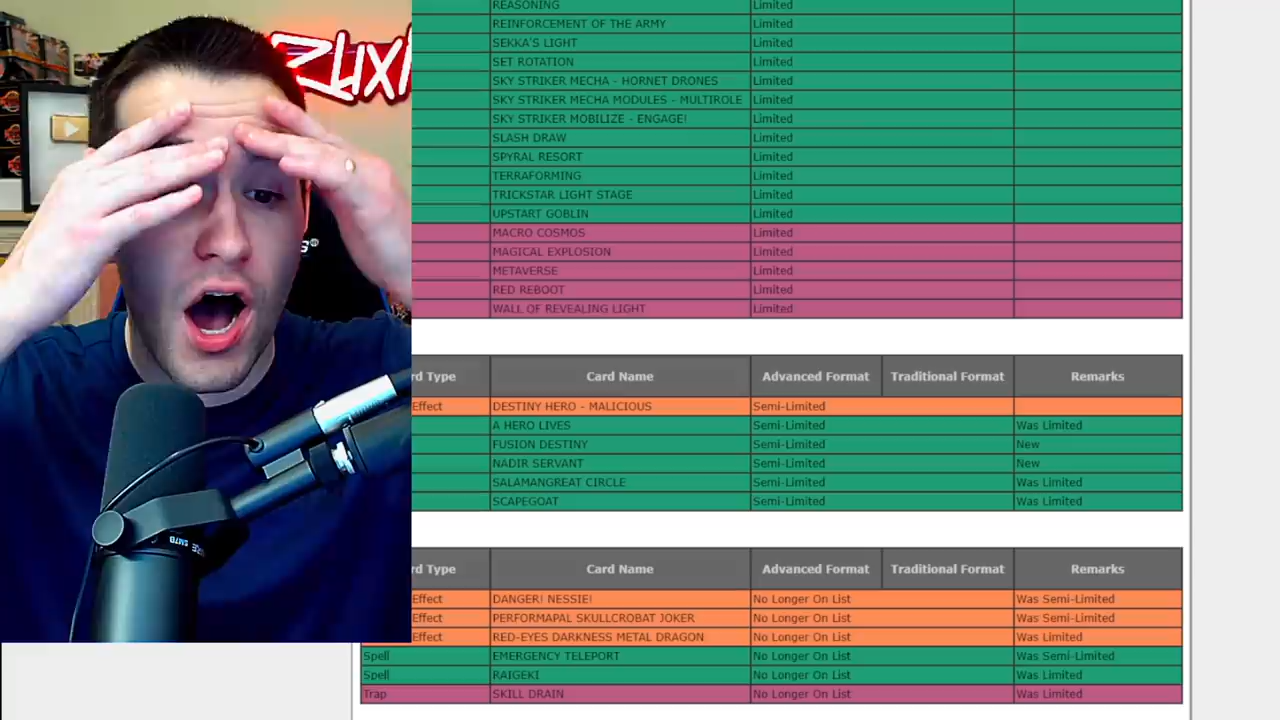 REASONING Limited
REINFORCEMENT OF THE ARMY Limited
SEKKA'S LIGHT Limited
SET ROTATION Limited
SKY STRIKER MECHA - HORNET DRONES Limited
SKY STRIKER MECHA MODULES - MULTIROLE Limited
SKY STRIKER MOBILIZE - ENGAGE! Limited
SLASH DRAW Limited
SPYRAL RESORT Limited
TERRAFORMING Limited
TRICKSTAR LIGHT STAGE Limited
UPSTART GOBLIN Limited
MACRO COSMOS Limited
MAGICAL EXPLOSION Limited
METAVERSE Limited
RED REBOOT Limited
WALL OF REVEALING LIGHT Limited
rd Type Card Name Advanced Format Traditional Format Remarks
Effect DESTINY HERO - MALICIOUS Semi-Limited
A HERO LIVES Semi-Limited Was Limited
FUSION DESTINY Semi-Limited New
NADIR SERVANT Semi-Limited New
SALAMANGREAT CIRCLE Semi-Limited Was Limited
SCAPEGOAT Semi-Limited Was Limited
rd Type Card Name Advanced Format Traditional Format Remarks
Effect DANGER! NESSIE! No Longer On List Was Semi-Limited
Effect PERFORMAPAL SKULLCROBAT JOKER No Longer On List Was Semi-Limited
Effect RED-EYES DARKNESS METAL DRAGON No Longer On List Was Limited
Spell EMERGENCY TELEPORT No Longer On List Was Semi-Limited
Spell RAIGEKI No Longer On List Was Limited
Trap SKILL DRAIN No Longer On List Was Limited